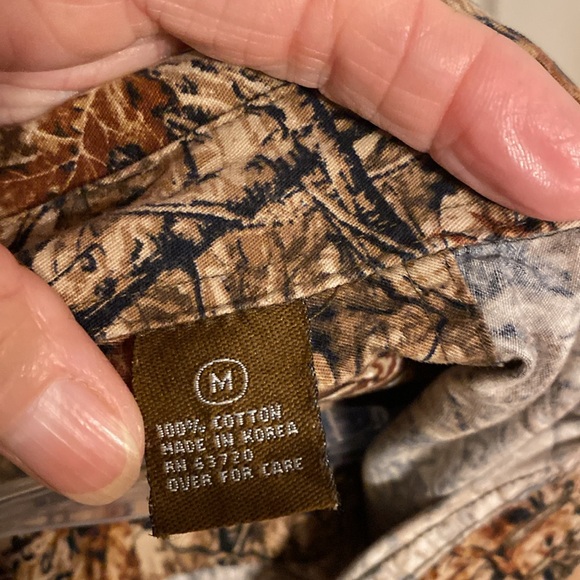 M
100% COTTON
MADE IN KOREA
RN 63720
OVER FOR CARE